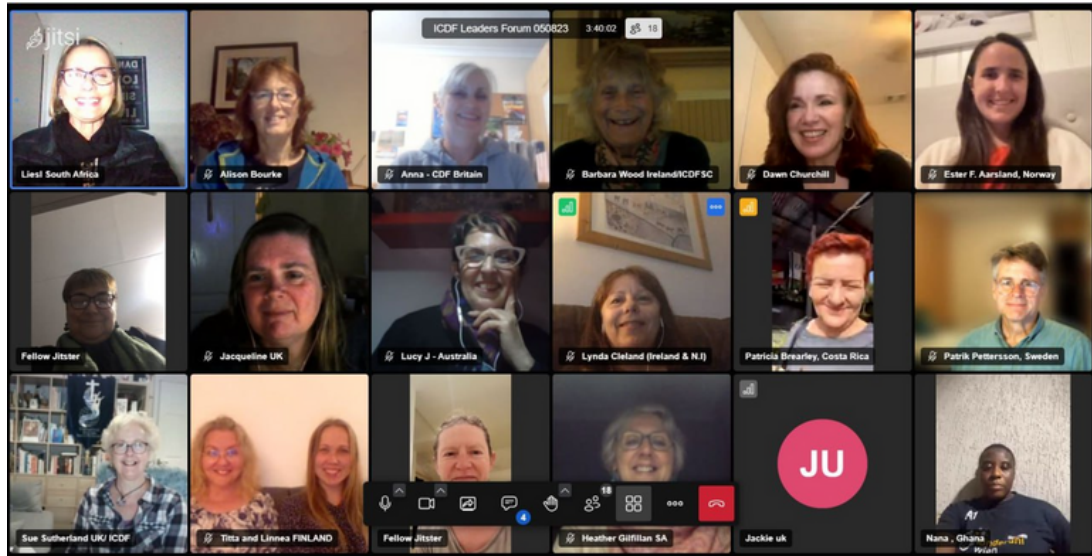 jitsi
ICDF Leaders Forum 050823 3:40:02 18
Liesl South Africa
Alison Bourke
Anna - CDF Britain
Barbara Wood Ireland/ICDFSC
Dawn Churchill
Ester F. Aarsland, Norway
Fellow Jitster
Jacqueline UK
Lucy J - Australia
Lynda Cleland (Ireland & N.I)
Patricia Brearley, Costa Rica
Patrik Pettersson, Sweden
Sue Sutherland UK/ ICDF
Titta and Linnea FINLAND
Fellow Jitster
4
18
Heather Gilfillan SA
JU
Jackie uk
Nana , Ghana